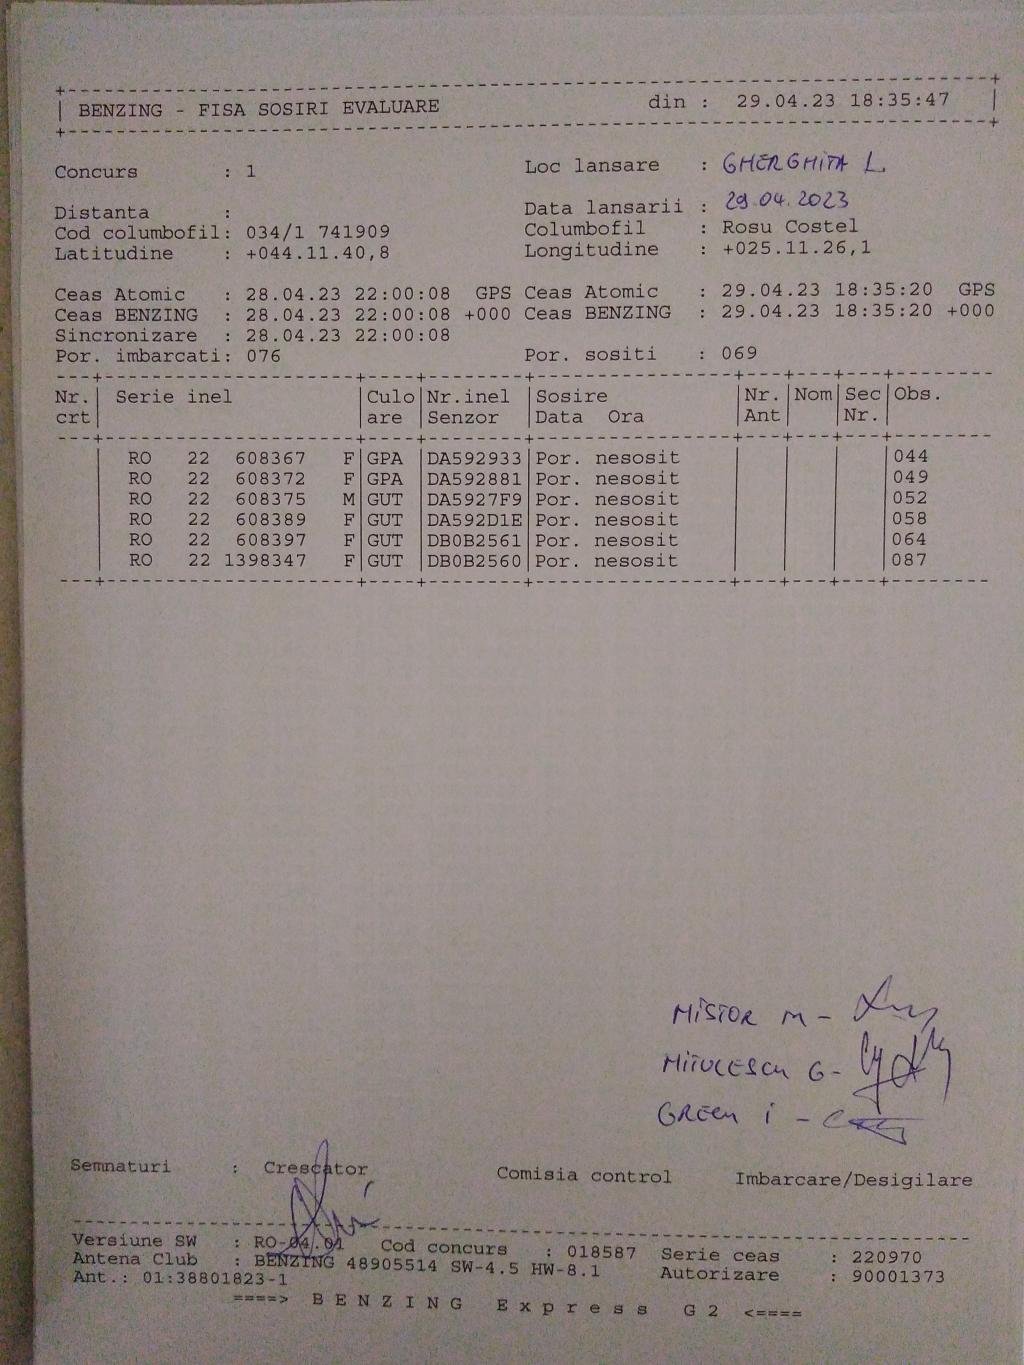 BENZING - FISA SOSIRI EVALUARE din : 29.04.23 18:35:47
Concurs : 1 Loc lansare : GHERGHITA L.
Distanta : Data lansarii : 29.04.2023
Cod columbofil: 034/1 741909 Columbofil : Rosu Costel
Latitudine : +044.11.40,8 Longitudine : +025.11.26,1
Ceas Atomic : 28.04.23 22:00:08 GPS Ceas Atomic : 29.04.23 18:35:20 GPS
Ceas BENZING : 28.04.23 22:00:08 +000 Ceas BENZING : 29.04.23 18:35:20 +000
Sincronizare : 28.04.23 22:00:08
Por. imbarcati: 076 Por. sositi : 069
Nr. Serie inel Culo Nr.inel Sosire Nr. Nom Sec Obs.
crt are Senzor Data Ora Ant Nr.
RO 22 608367 F GPA DA592933 Por. nesosit 044
RO 22 608372 F GPA DA592881 Por. nesosit 049
RO 22 608375 M GUT DA5927F9 Por. nesosit 052
RO 22 608389 F GUT DA592D1E Por. nesosit 058
RO 22 608397 F GUT DB0B2561 Por. nesosit 064
RO 22 1398347 F GUT DB0B2560 Por. nesosit 087
NISTOR M -
MITULESCU G -
I -
Semnaturi : Crescator Comisia control Imbarcare/Desigilare
Versiune SW : RO-04.01 Cod concurs : 018587 Serie ceas : 220970
Antena Club : BENZING 48905514 SW-4.5 HW-8.1 Autorizare : 90001373
Ant.: 01:38801823-1
====> B E N Z I N G E x p r e s s G 2 <====